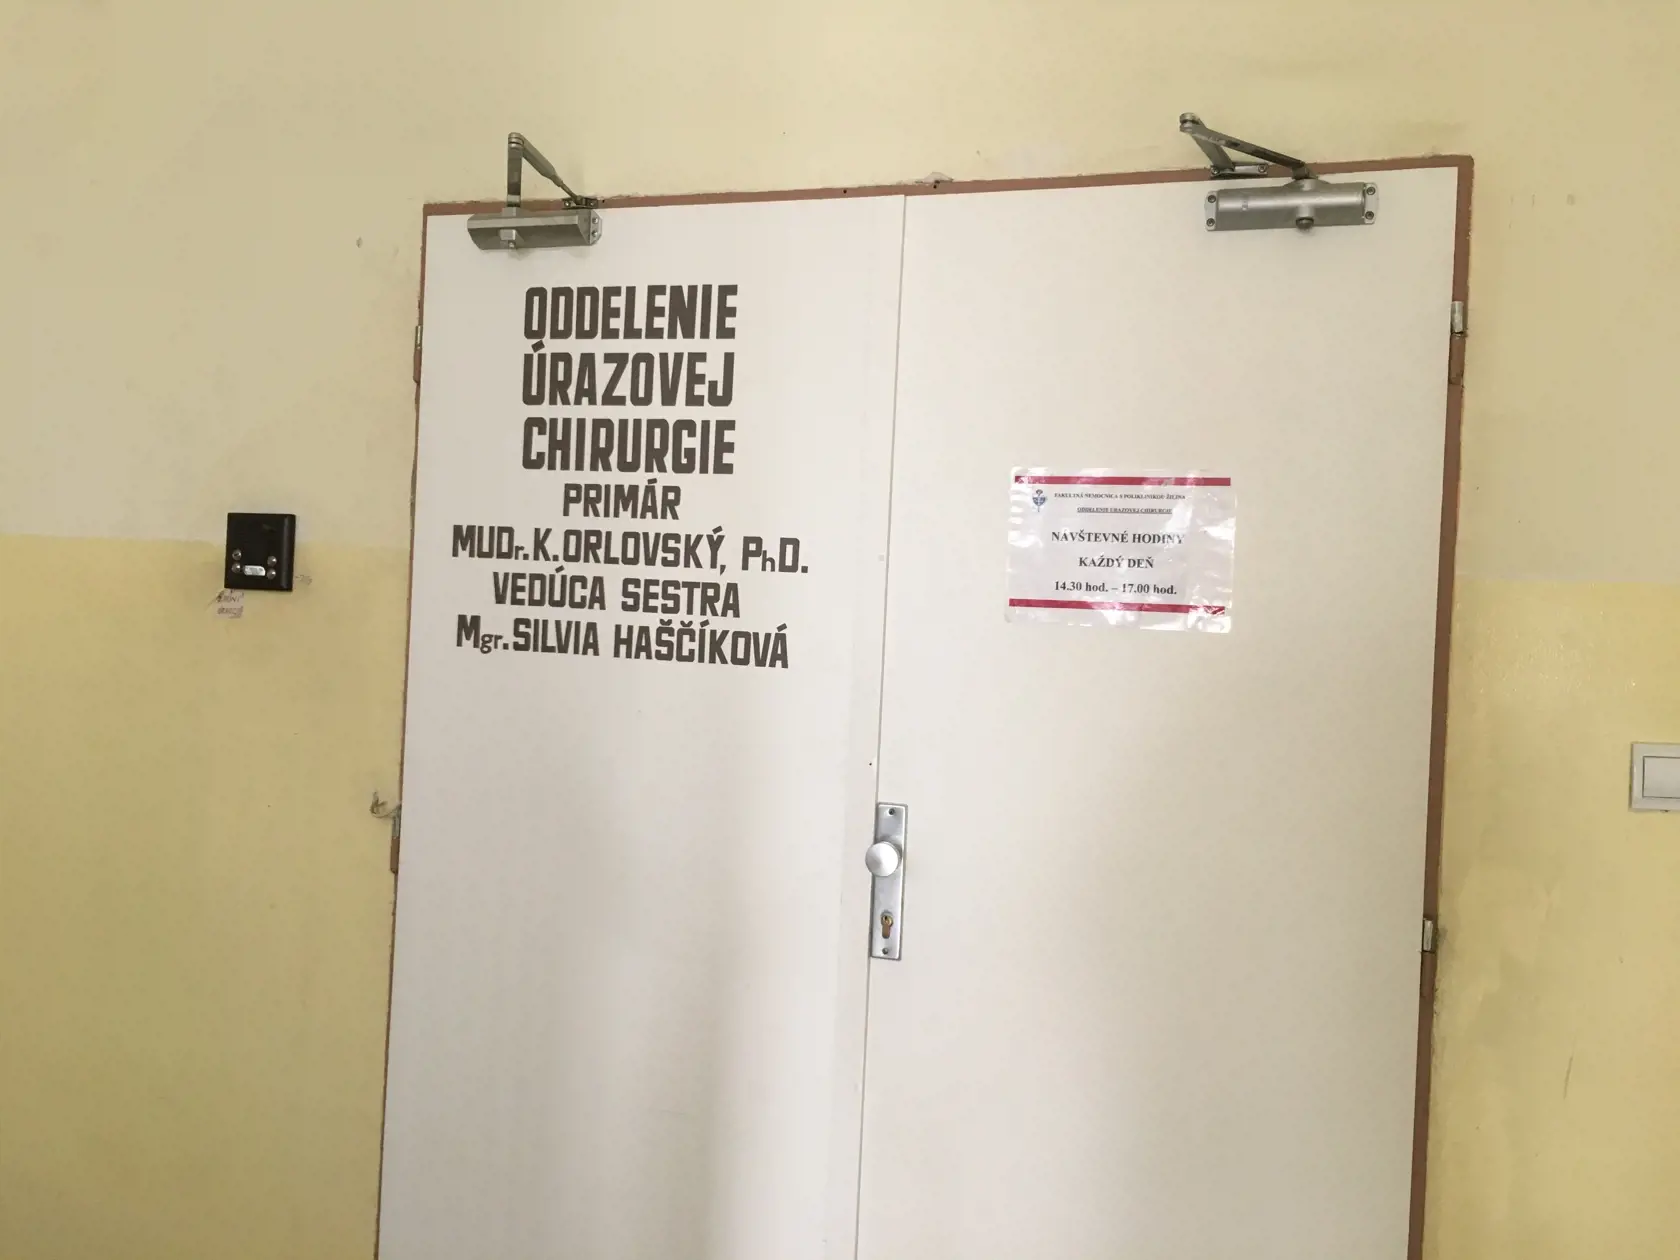 ODDELENIE
ÚRAZOVEJ
CHIRURGIE
PRIMÁR
MUDr. K. ORLOVSKÝ, PhD.
VEDÚCA SESTRA
Mgr. SILVIA HAŠČÍKOVÁ
FAKULTNÁ NEMOCNICA S POLIKLINIKOU ŽILINA
ODDELENIE ÚRAZOVEJ CHIRURGIE
NÁVŠTEVNÉ HODINY
KAŽDÝ DEŇ
14.30 hod. – 17.00 hod.